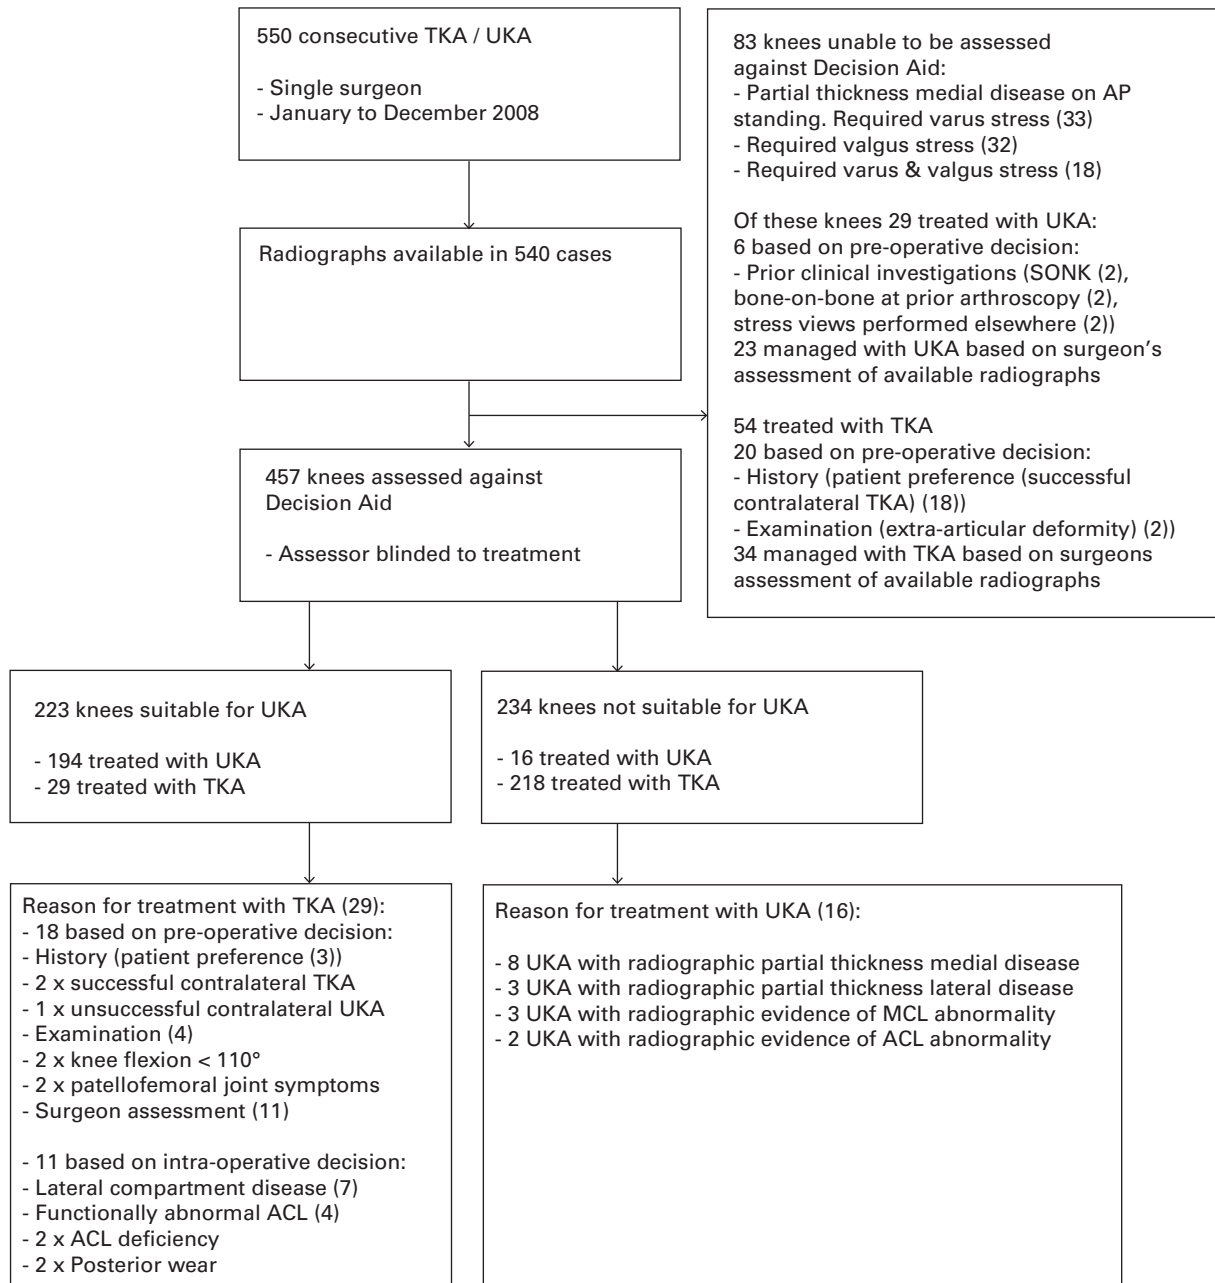 550 consecutive TKA / UKA
- Single surgeon
- January to December 2008
83 knees unable to be assessed
against Decision Aid:
- Partial thickness medial disease on AP
standing. Required varus stress (33)
- Required valgus stress (32)
- Required varus & valgus stress (18)
Of these knees 29 treated with UKA:
6 based on pre-operative decision:
- Prior clinical investigations (SONK (2),
bone-on-bone at prior arthroscopy (2),
stress views performed elsewhere (2))
23 managed with UKA based on surgeon's
assessment of available radiographs
54 treated with TKA
20 based on pre-operative decision:
- History (patient preference (successful
contralateral TKA) (18))
- Examination (extra-articular deformity) (2))
34 managed with TKA based on surgeons
assessment of available radiographs
Radiographs available in 540 cases
457 knees assessed against
Decision Aid
- Assessor blinded to treatment
223 knees suitable for UKA
- 194 treated with UKA
- 29 treated with TKA
234 knees not suitable for UKA
- 16 treated with UKA
- 218 treated with TKA
Reason for treatment with TKA (29):
- 18 based on pre-operative decision:
- History (patient preference (3))
- 2 x successful contralateral TKA
- 1 x unsuccessful contralateral UKA
- Examination (4)
- 2 x knee flexion < 110°
- 2 x patellofemoral joint symptoms
- Surgeon assessment (11)
- 11 based on intra-operative decision:
- Lateral compartment disease (7)
- Functionally abnormal ACL (4)
- 2 x ACL deficiency
- 2 x Posterior wear
Reason for treatment with UKA (16):
- 8 UKA with radiographic partial thickness medial disease
- 3 UKA with radiographic partial thickness lateral disease
- 3 UKA with radiographic evidence of MCL abnormality
- 2 UKA with radiographic evidence of ACL abnormality